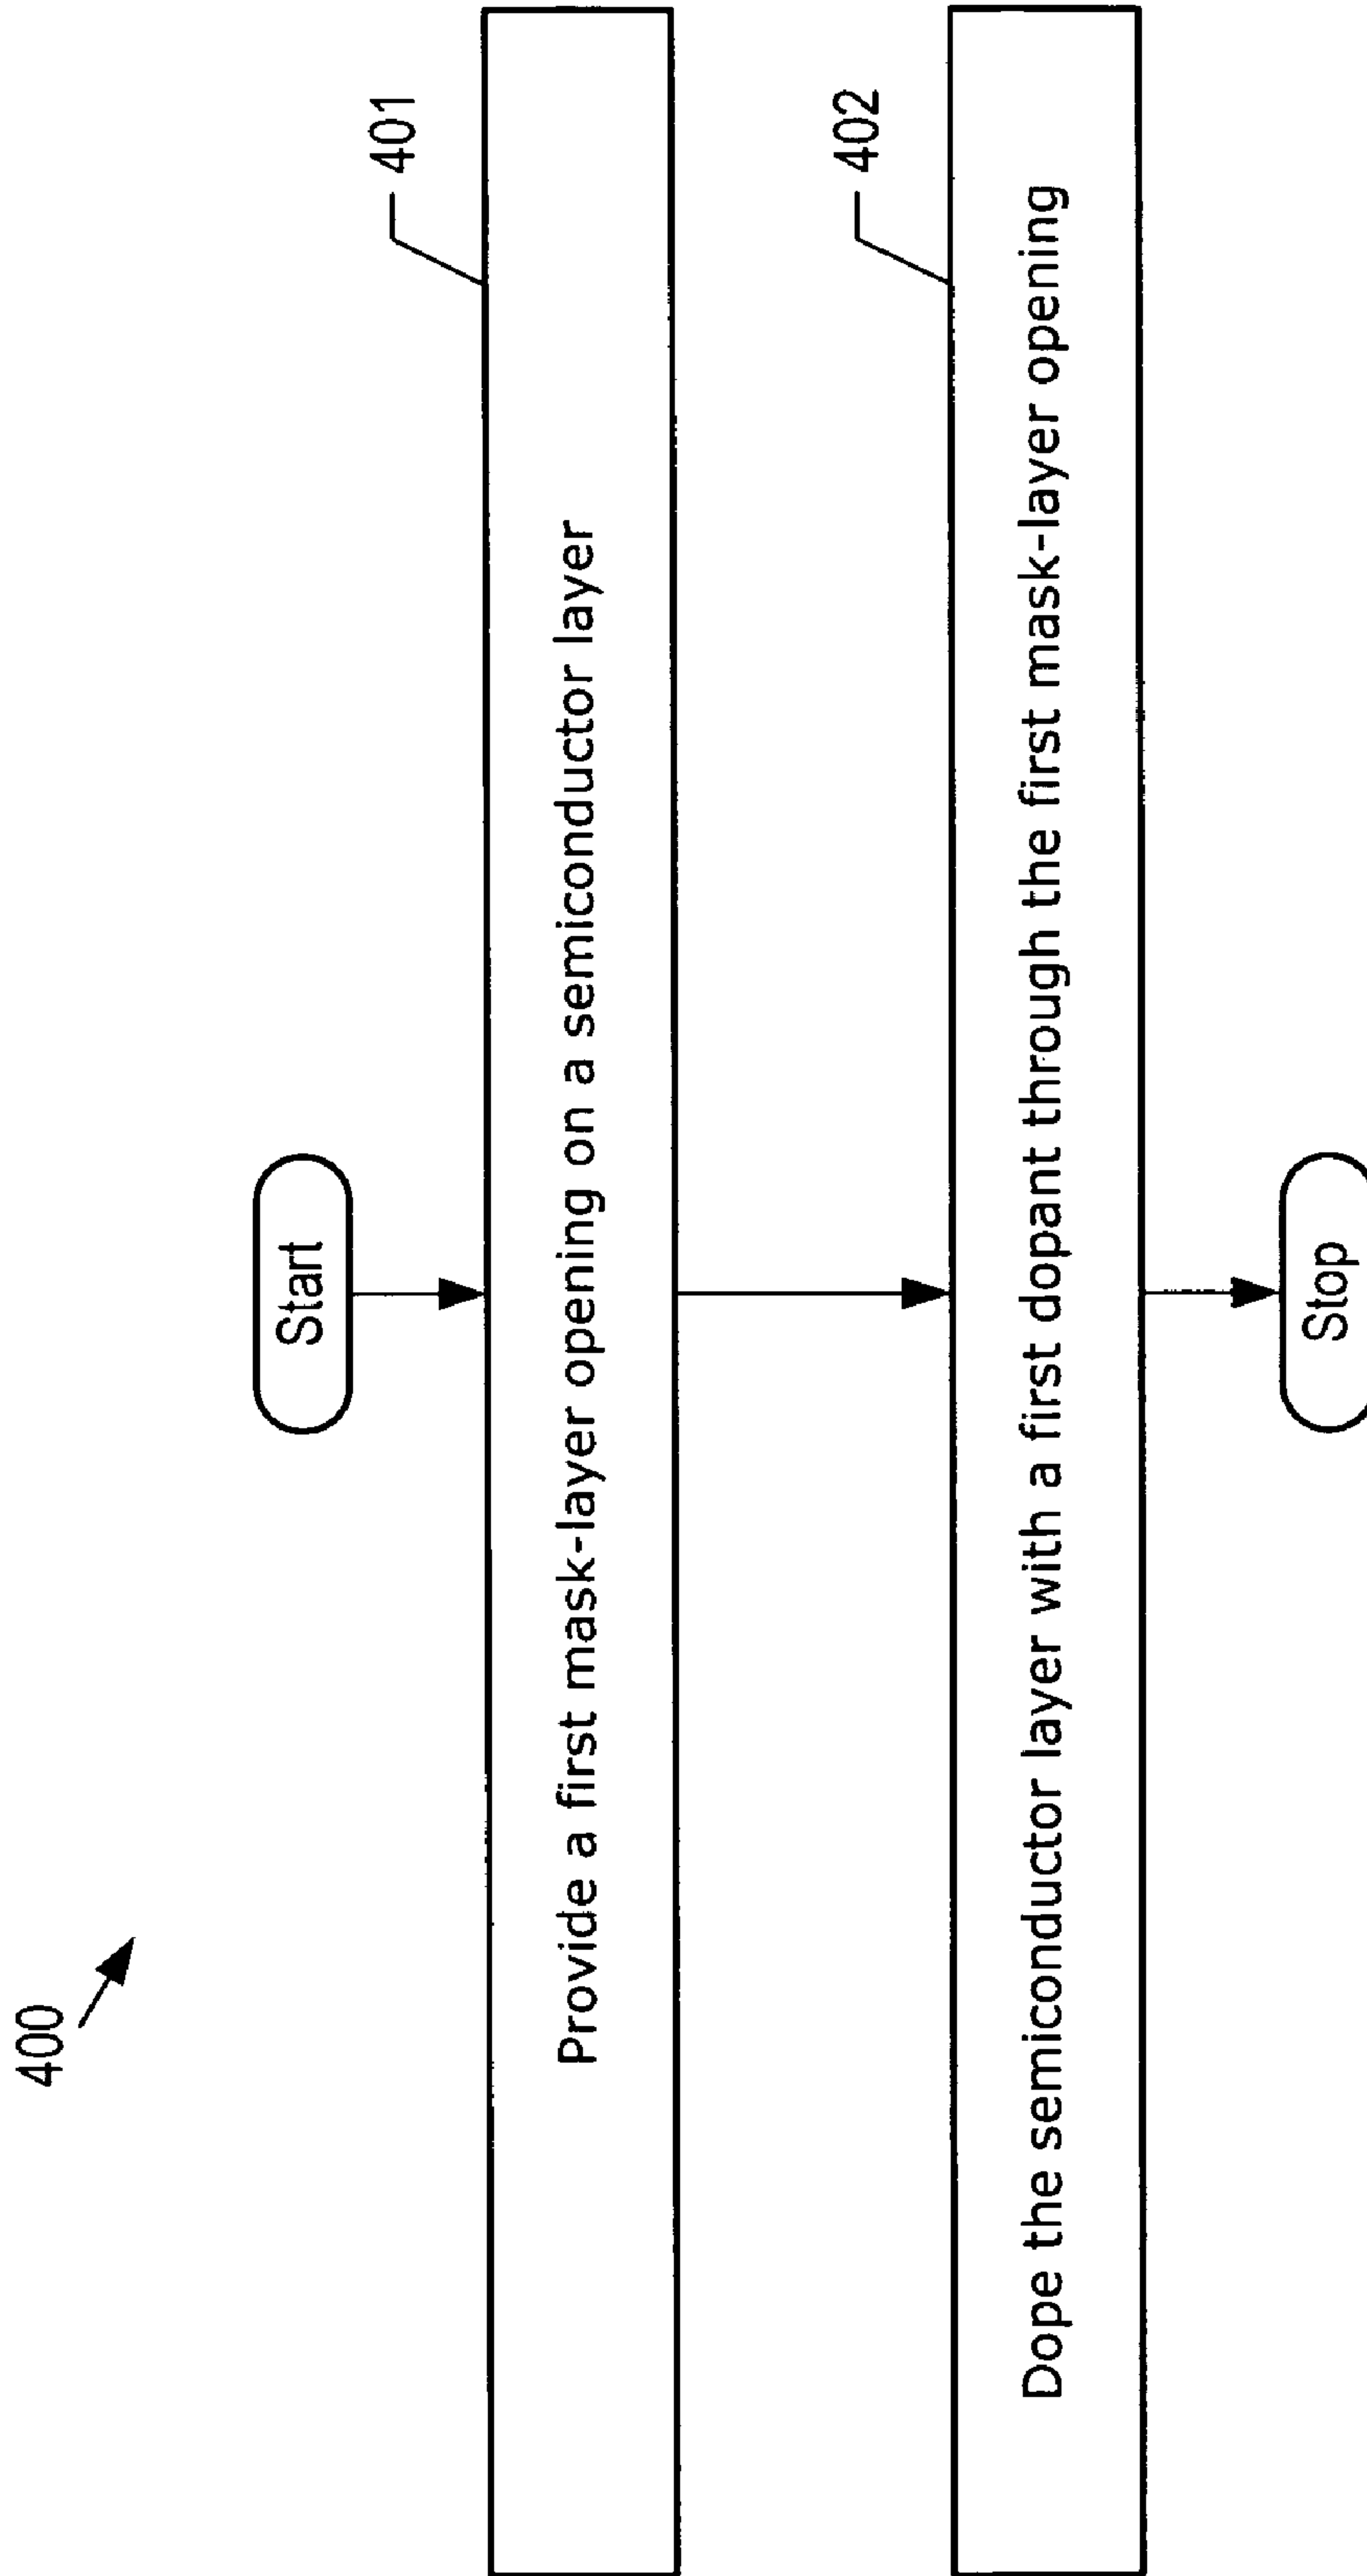 400
Start
401
Provide a first mask-layer opening on a semiconductor layer
402
Dope the semiconductor layer with a first dopant through the first mask-layer opening
Stop